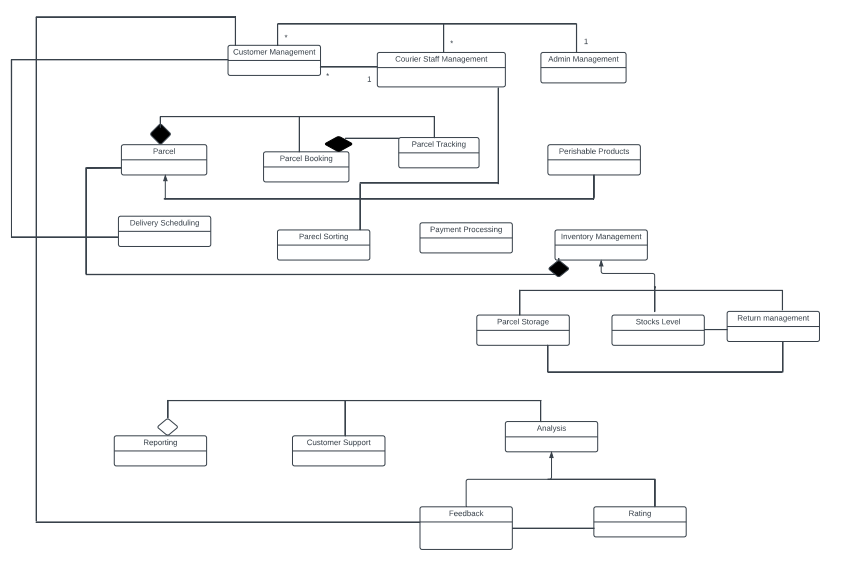 *
*
1
Customer Management
Courier Staff Management
Admin Management
*
1
Parcel
Parcel Booking
Parcel Tracking
Perishable Products
Delivery Scheduling
Parecl Sorting
Payment Processing
Inventory Management
Parcel Storage
Stocks Level
Return management
Reporting
Customer Support
Analysis
Feedback
Rating